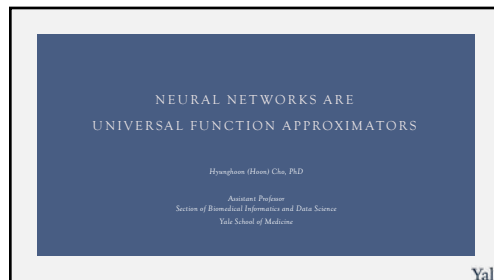 NEURAL NETWORKS ARE
UNIVERSAL FUNCTION APPROXIMATORS
Hyunghoon (Hoon) Cho, PhD
Assistant Professor
Section of Biomedical Informatics and Data Science
Yale School of Medicine
Yal